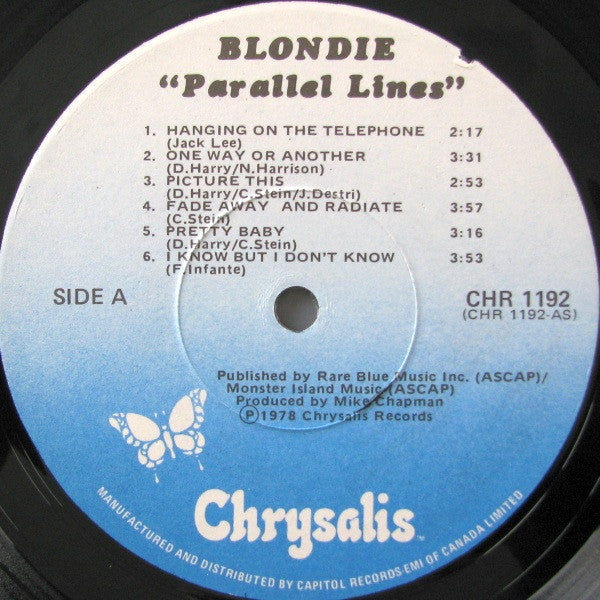 BLONDIE
"Parallel Lines"
1. HANGING ON THE TELEPHONE 2:17
(Jack Lee)
2. ONE WAY OR ANOTHER 3:31
(D.Harry/N.Harrison)
3. PICTURE THIS 2:53
(D.Harry/C.Stein/J.Destri)
4. FADE AWAY AND RADIATE 3:57
(C.Stein)
5. PRETTY BABY 3:16
(D.Harry/C.Stein)
6. I KNOW BUT I DON'T KNOW 3:53
(F.Infante)
SIDE A
CHR 1192
(CHR 1192-AS)
Published by Rare Blue Music Inc. (ASCAP)/
Monster Island Music (ASCAP)
Produced by Mike Chapman
Ⓟ1978 Chrysalis Records
Chrysalis™
MANUFACTURED AND DISTRIBUTED BY CAPITOL RECORDS EMI OF CANADA LIMITED